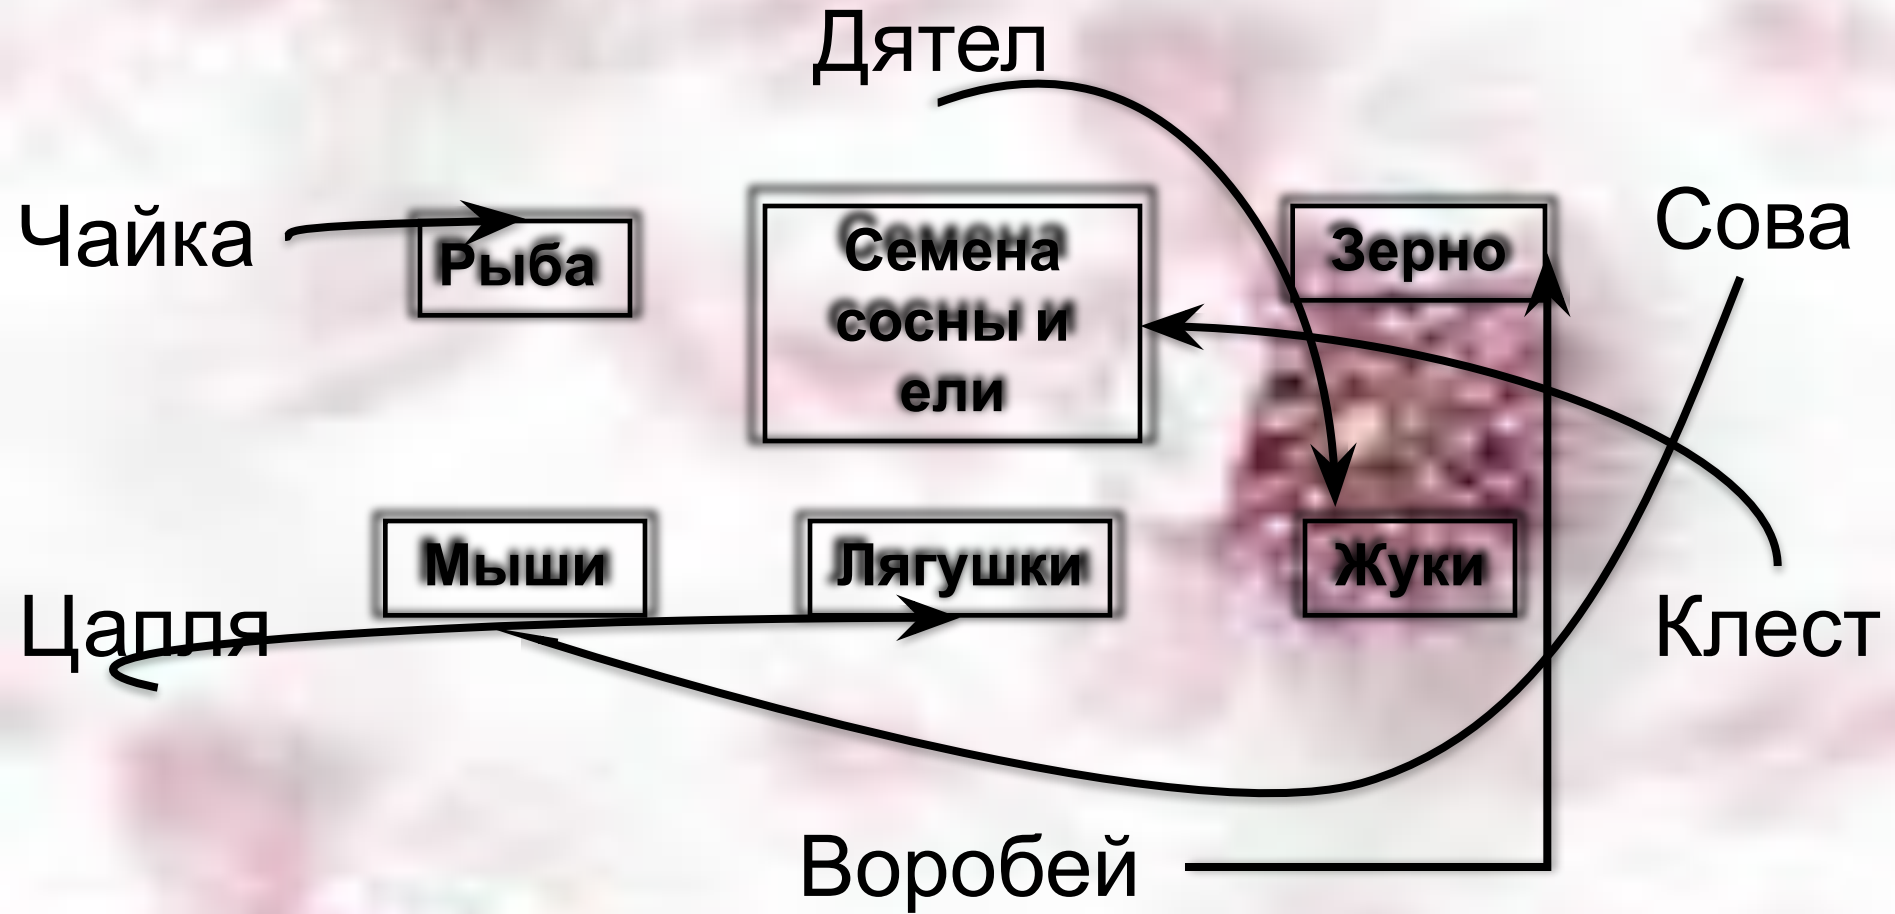 Дятел
Чайка
Рыба
Семена
сосны и
ели
Зерно
Сова
Мыши
Лягушки
Жуки
Цапля
Клест
Воробей